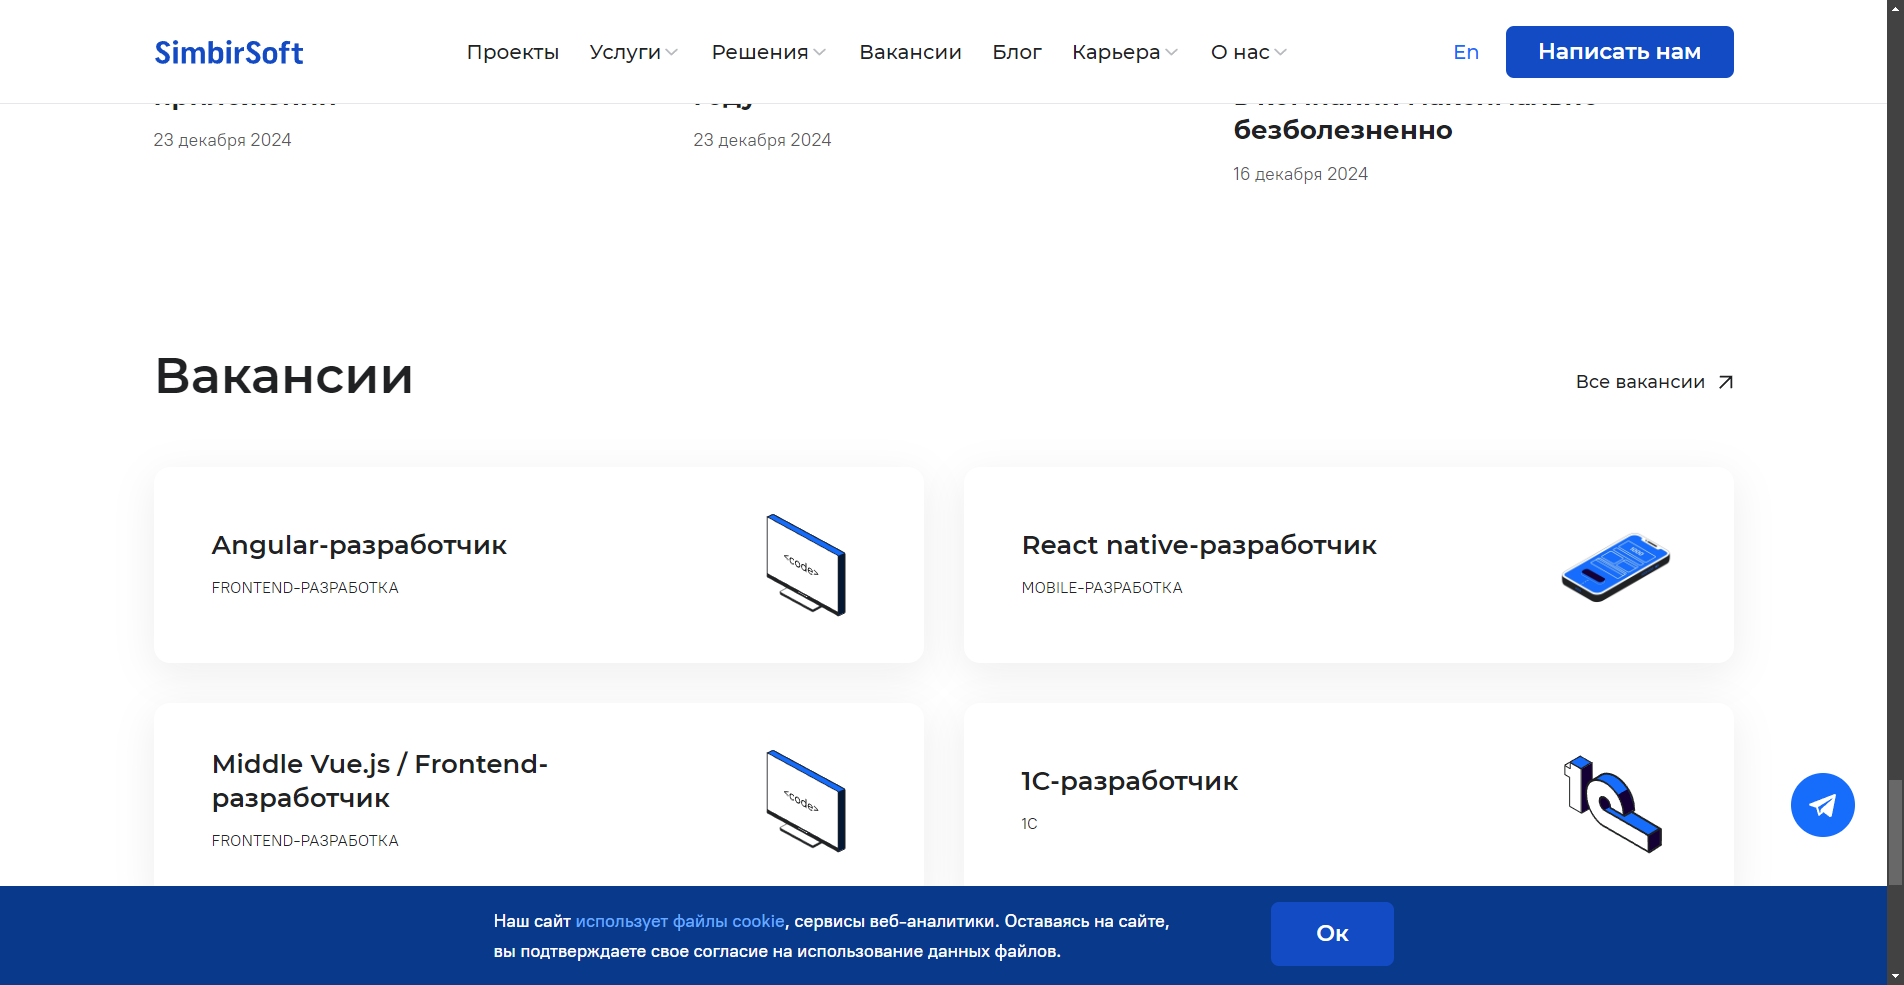 SimbirSoft
Проекты
Услуги
Решения
Вакансии
Блог
Карьера
О нас
En
Написать нам
безболезненно
23 декабря 2024
23 декабря 2024
16 декабря 2024
Вакансии
Все вакансии
Angular-разработчик
FRONTEND-РАЗРАБОТКА
<code>
React native-разработчик
MOBILE-РАЗРАБОТКА
Middle Vue.js / Frontend-
разработчик
FRONTEND-РАЗРАБОТКА
<code>
1С-разработчик
1С
Наш сайт использует файлы cookie, сервисы веб-аналитики. Оставаясь на сайте,
вы подтверждаете свое согласие на использование данных файлов.
Ок